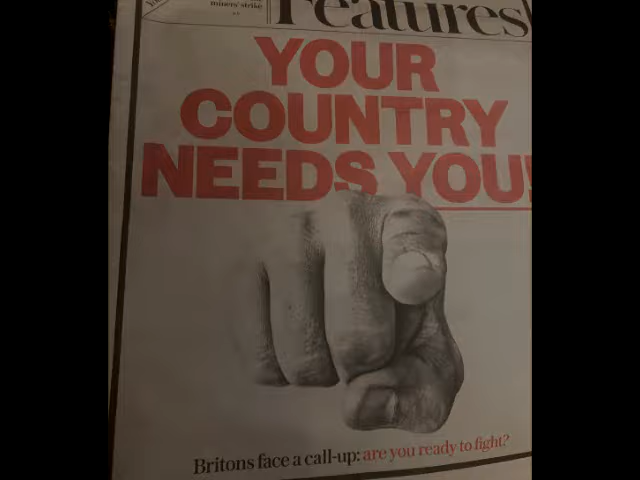 miners' strike
Features
YOUR
COUNTRY
NEEDS YOU!
Britons face a call-up: are you ready to fight?